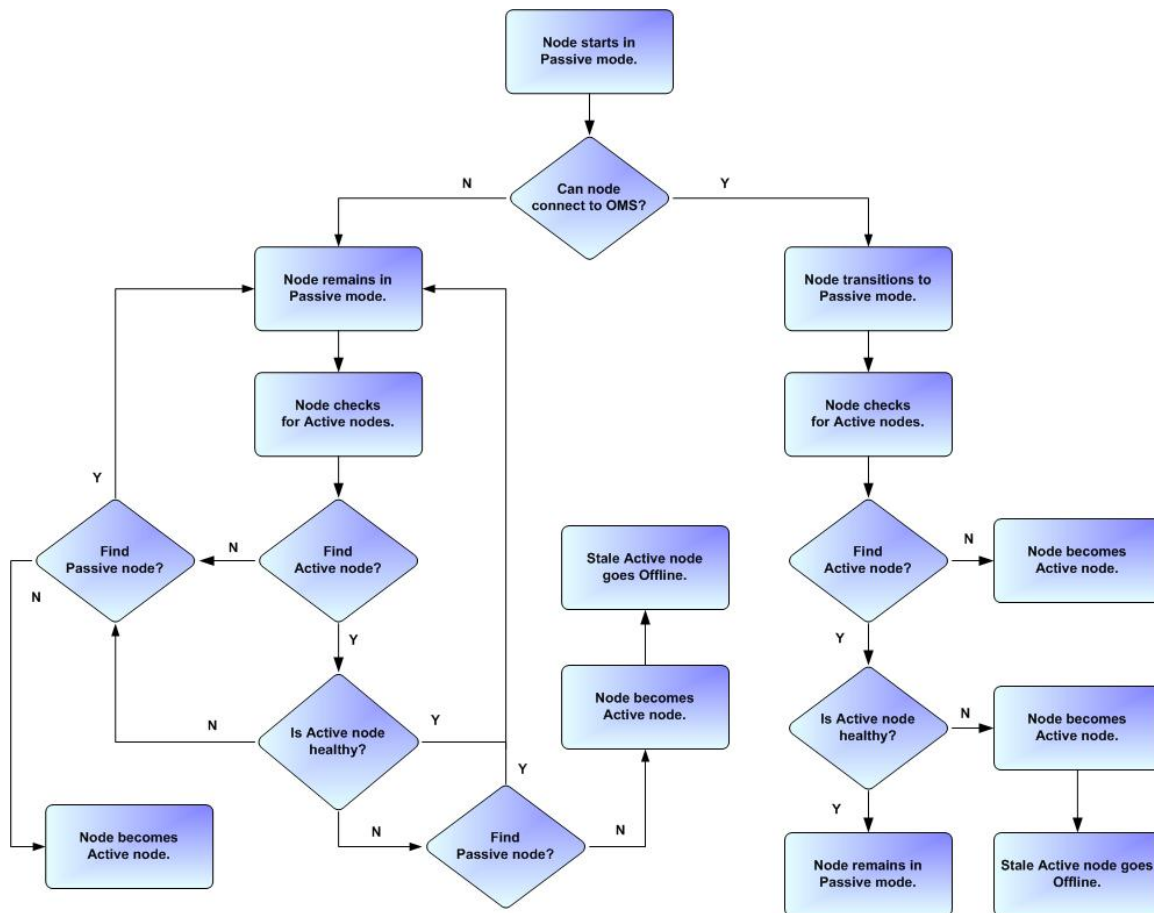 Node starts in
Passive mode.
N
Can node
connect to OMS?
Y
Node remains in
Passive mode.
Node transitions to
Passive mode.
Node checks
for Active nodes.
Node checks
for Active nodes.
Y
Find
Passive node?
N
Find
Active node?
Stale Active node
goes Offline.
Find
Active node?
N
Node becomes
Active node.
N
Y
Y
N
Is Active node
healthy?
Y
Node becomes
Active node.
Is Active node
healthy?
N
Node becomes
Active node.
Y
Y
Node becomes
Active node.
N
Find
Passive node?
N
Node remains in
Passive mode.
Stale Active node goes
Offline.